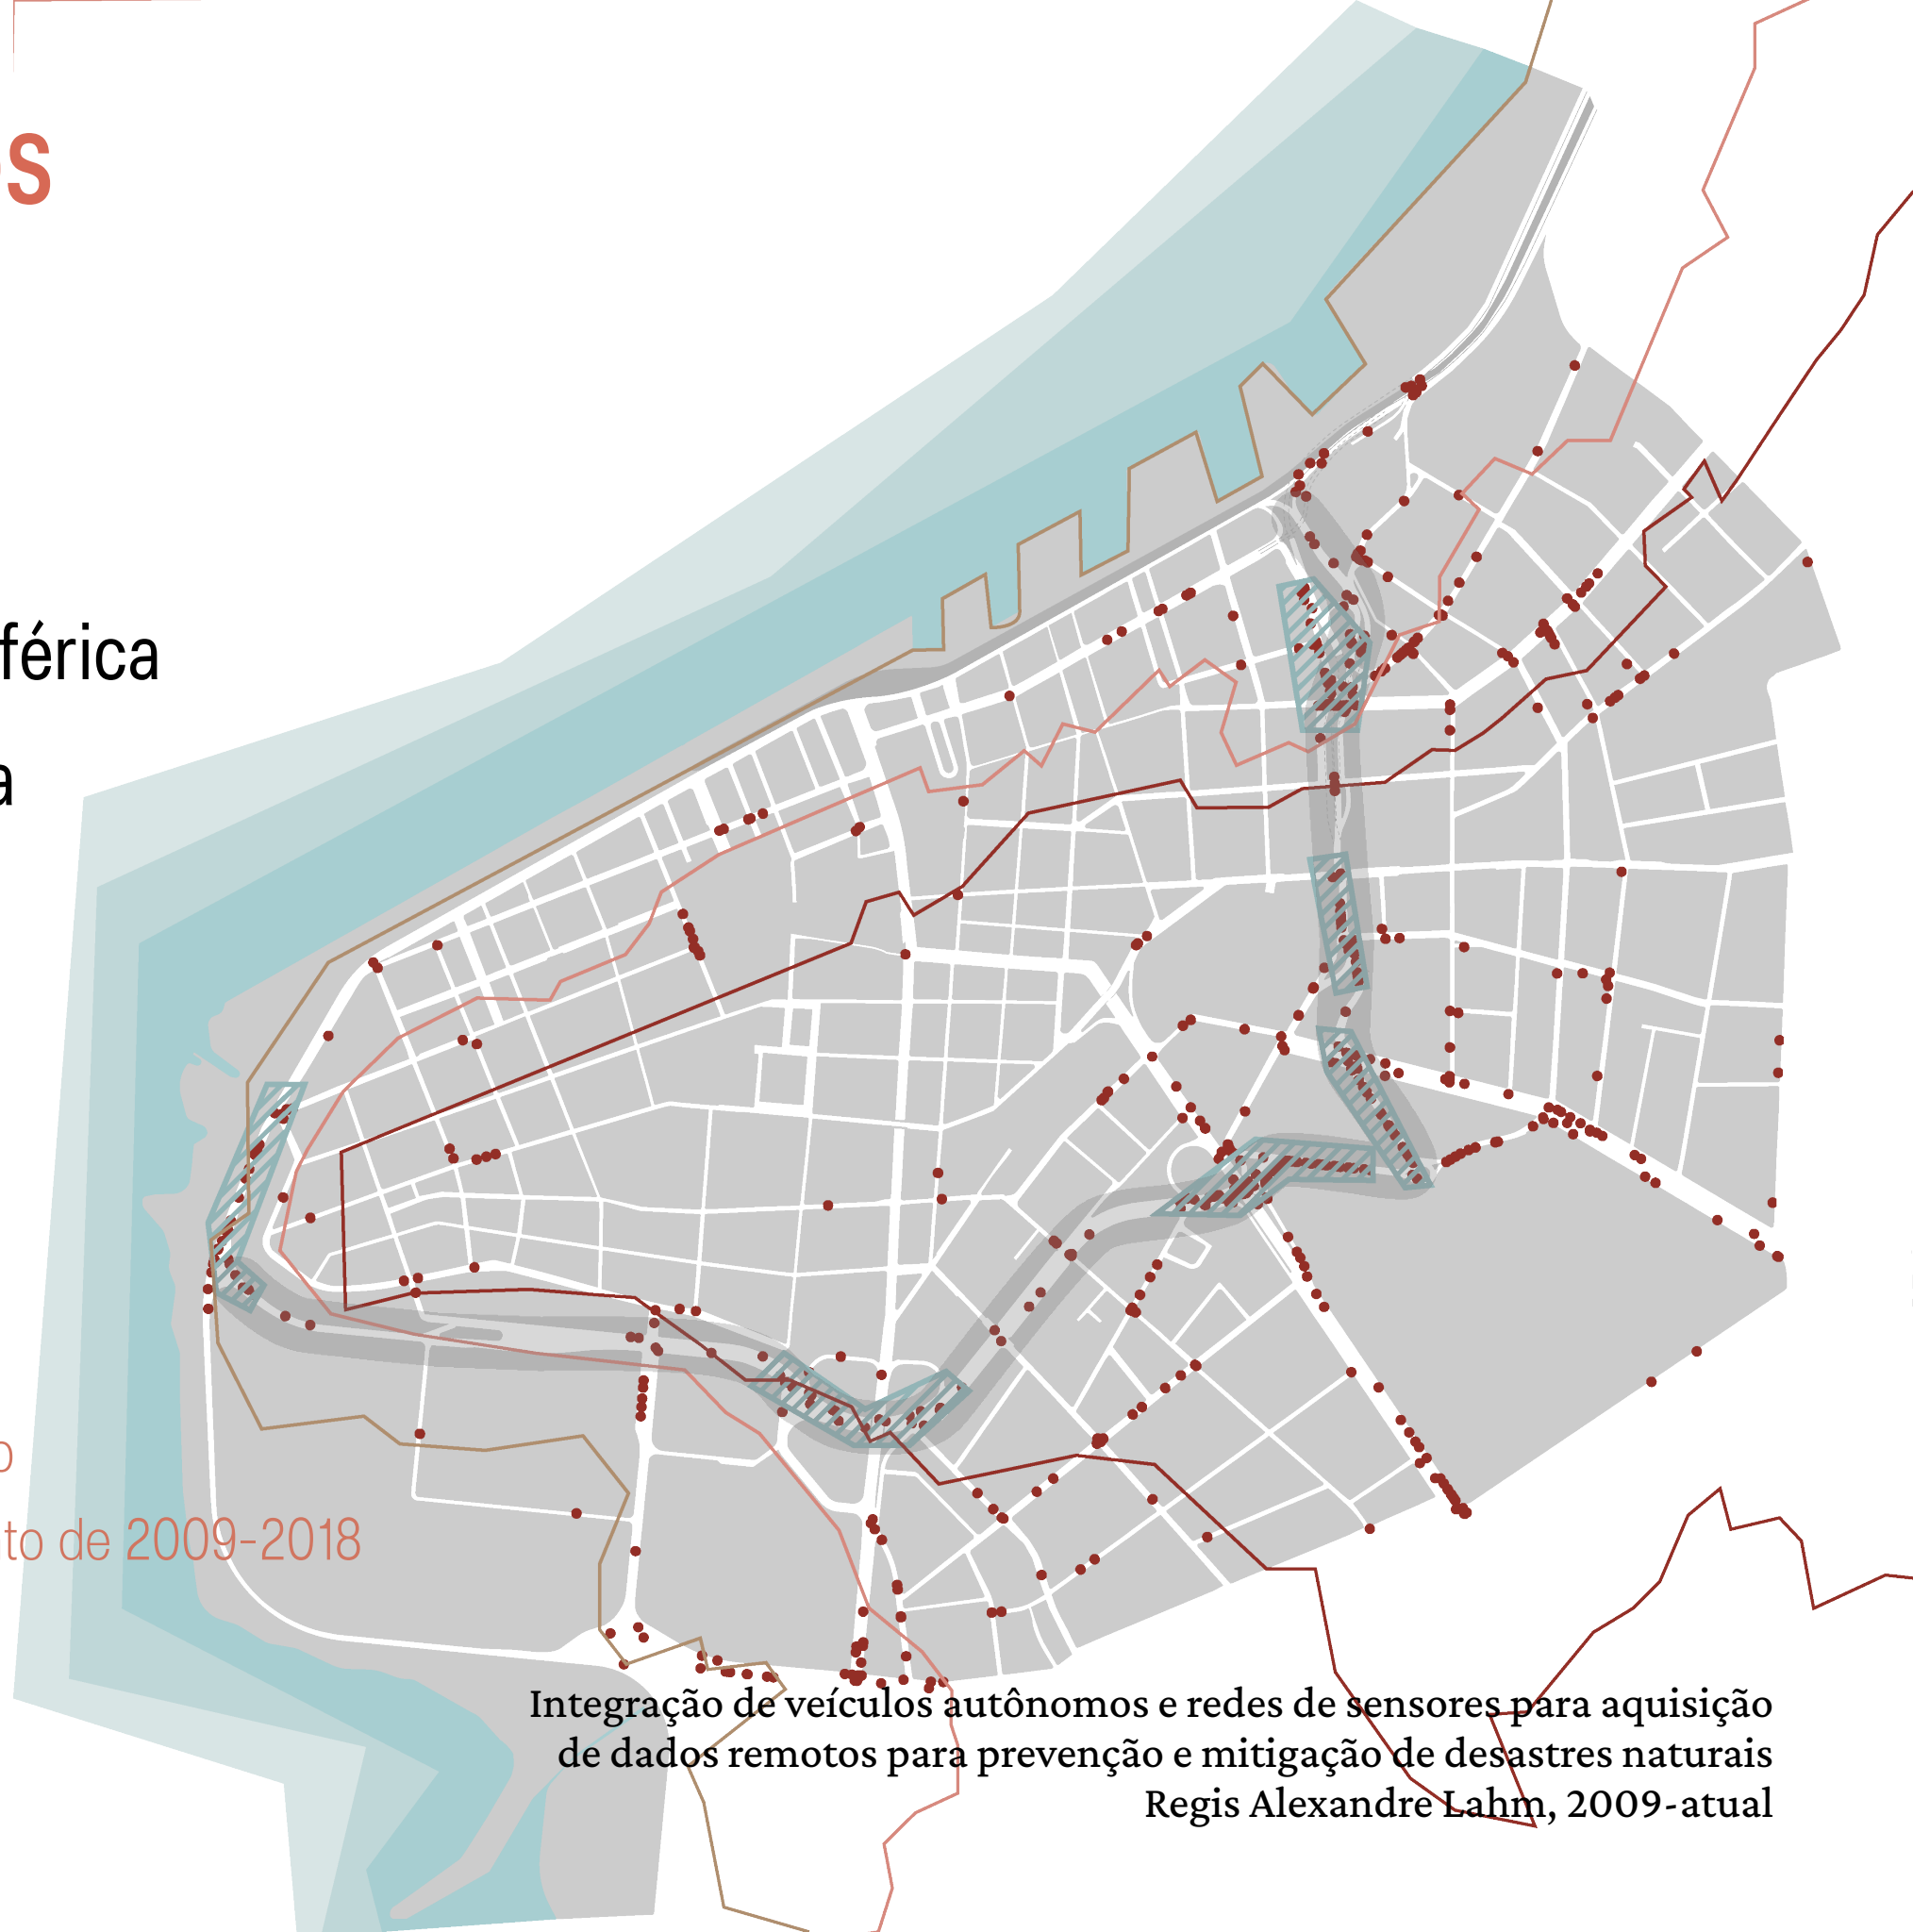 os
férica
a
o
to de 2009-2018
Integração de veículos autônomos e redes de sensores para aquisição
de dados remotos para prevenção e mitigação de desastres naturais
Regis Alexandre Lahm, 2009-atual